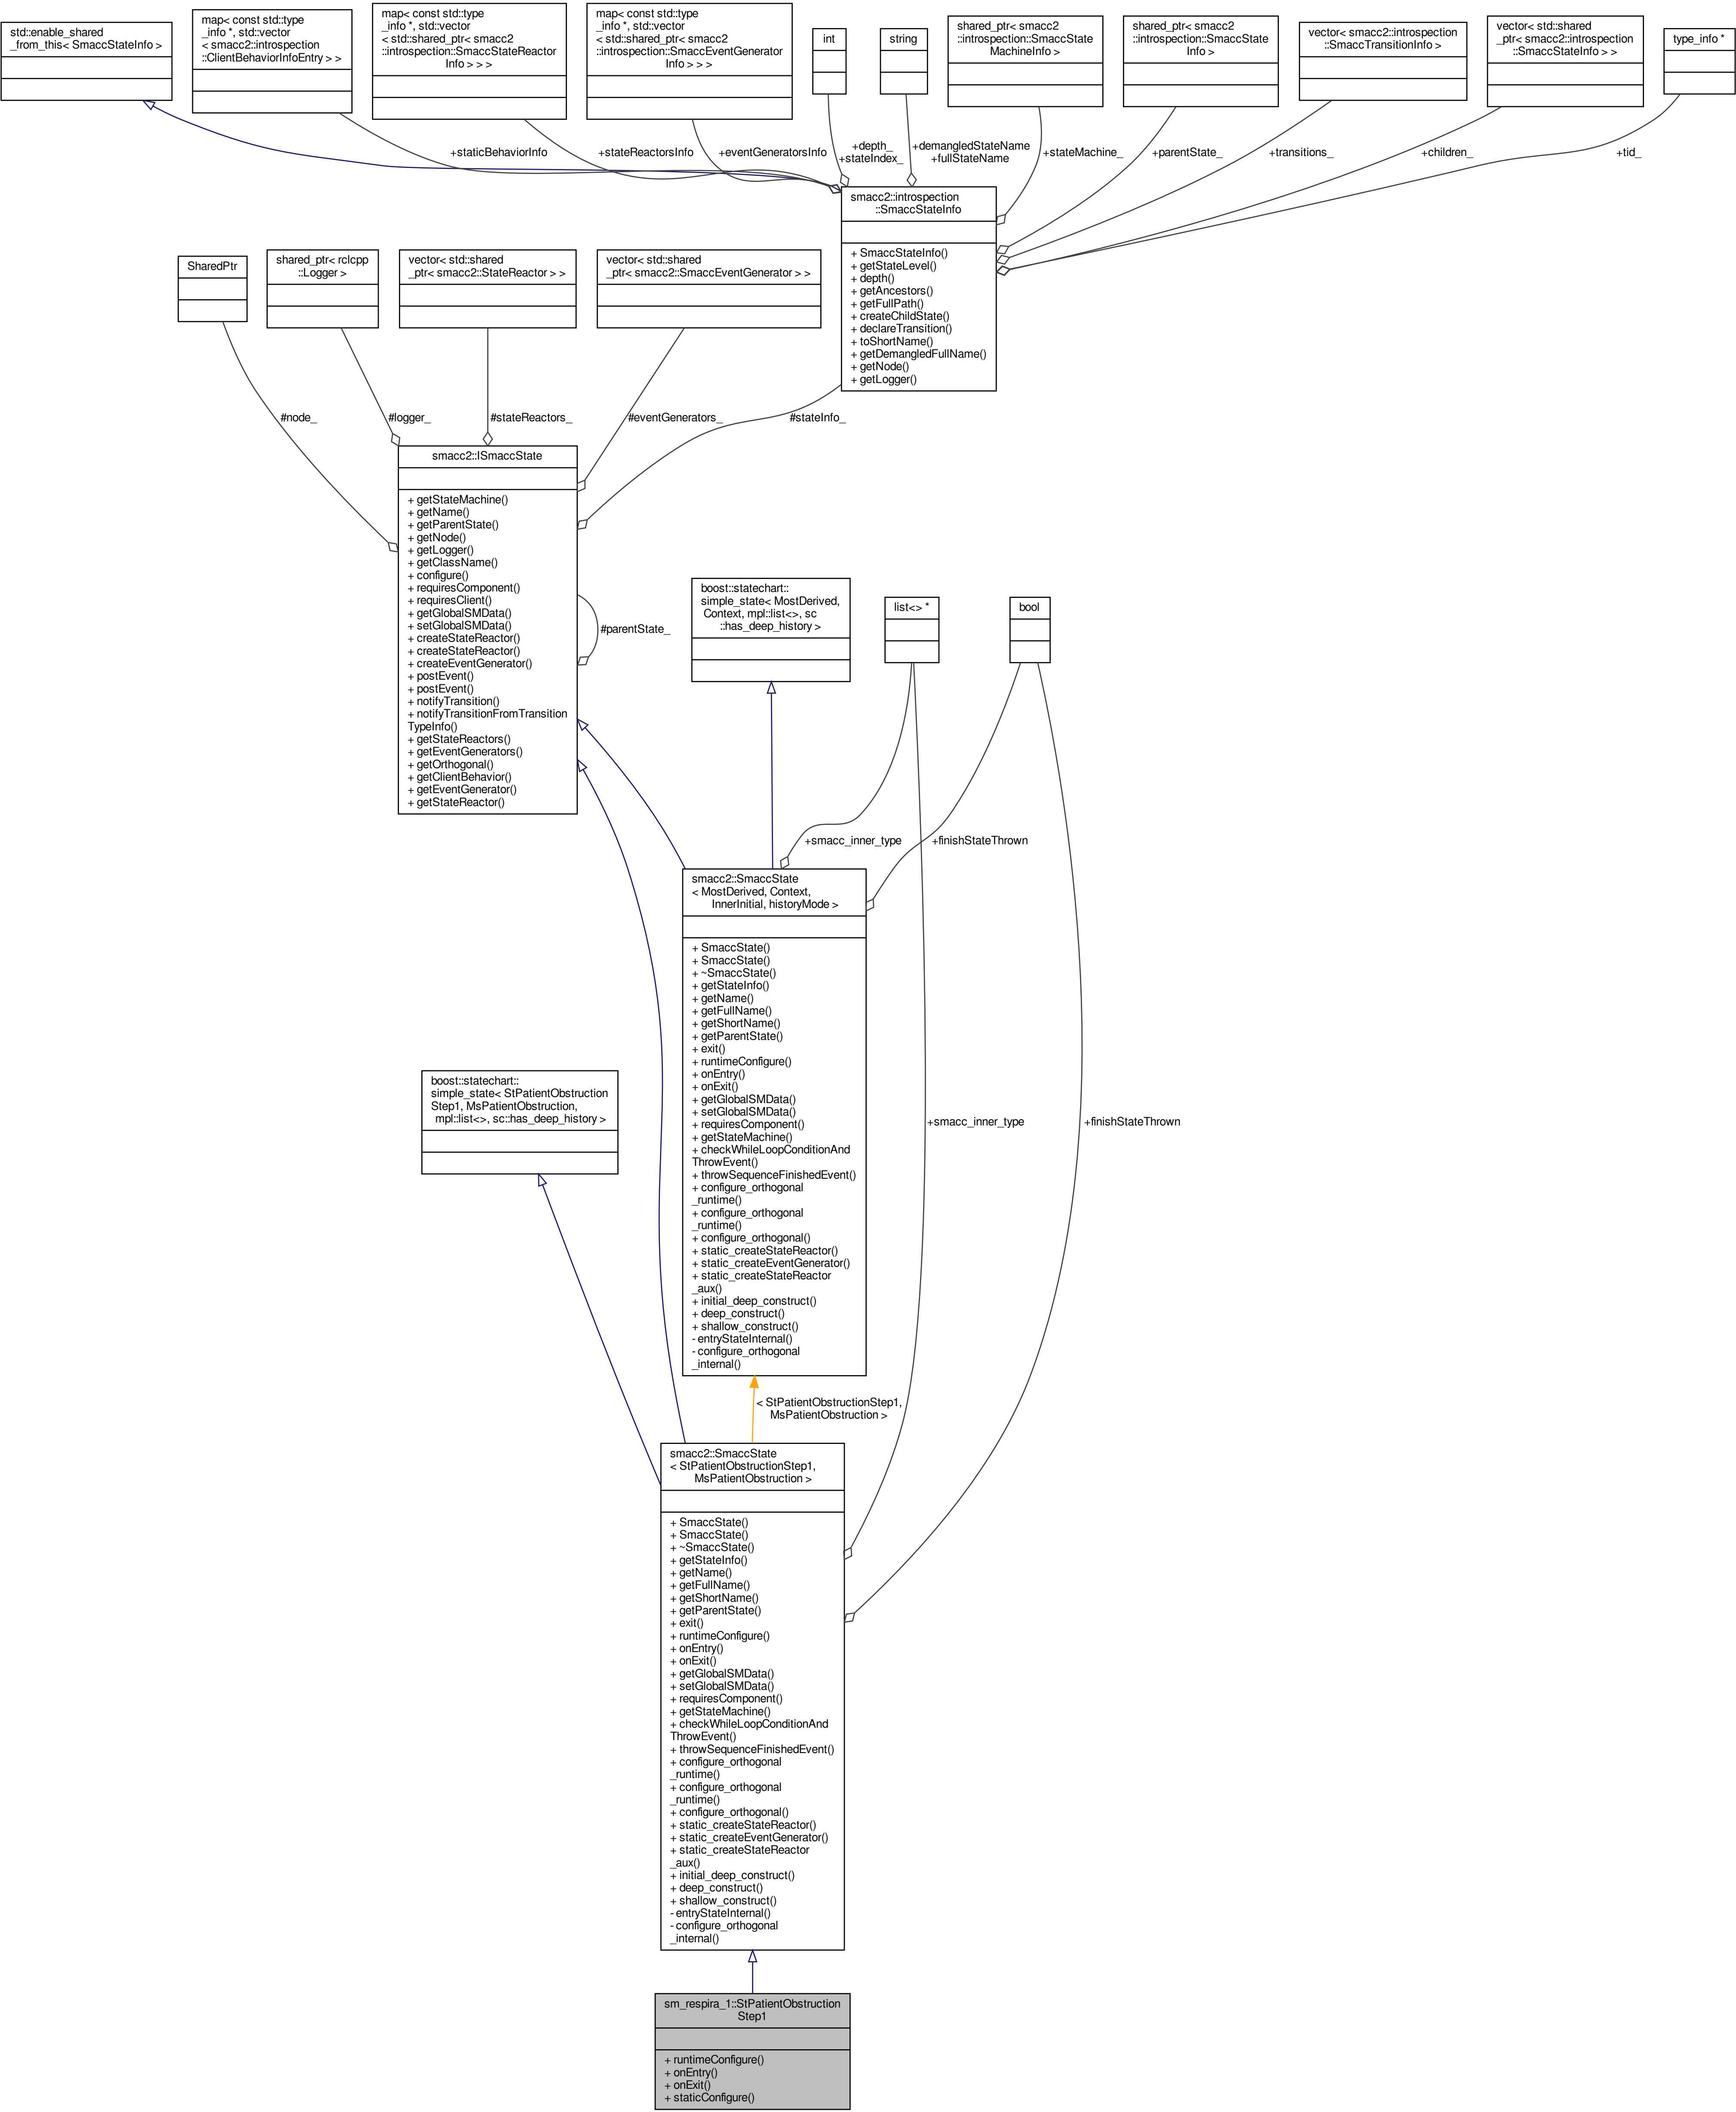 std::enable_shared
_from_this< SmaccStateInfo >
map< const std::type
_info *, std::vector
< smacc2::introspection
::ClientBehaviorInfoEntry > >
map< const std::type
_info *, std::vector
< std::shared_ptr< smacc2
::introspection::SmaccStateReactor
Info > > >
map< const std::type
_info *, std::vector
< std::shared_ptr< smacc2
::introspection::SmaccEventGenerator
Info > > >
int
string
shared_ptr< smacc2
::introspection::SmaccState
MachineInfo >
shared_ptr< smacc2
::introspection::SmaccState
Info >
vector< smacc2::introspection
::SmaccTransitionInfo >
vector< std::shared
_ptr< smacc2::introspection
::SmaccStateInfo > >
type_info *
+staticBehaviorInfo
+stateReactorsInfo
+eventGeneratorsInfo
+depth_
+stateIndex_
+demangledStateName
+fullStateName
+stateMachine_
+parentState_
+transitions_
+children_
+tid_
smacc2::introspection
::SmaccStateInfo
+ SmaccStateInfo()
+ getStateLevel()
+ depth()
+ getAncestors()
+ getFullPath()
+ createChildState()
+ declareTransition()
+ toShortName()
+ getDemangledFullName()
+ getNode()
+ getLogger()
SharedPtr
shared_ptr< rclcpp
::Logger >
vector< std::shared
_ptr< smacc2::StateReactor > >
vector< std::shared
_ptr< smacc2::SmaccEventGenerator > >
#node_
#logger_
#stateReactors_
#eventGenerators_
#stateInfo_
smacc2::ISmaccState
+ getStateMachine()
+ getName()
+ getParentState()
+ getNode()
+ getLogger()
+ getClassName()
+ configure()
+ requiresComponent()
+ requiresClient()
+ getGlobalSMData()
+ setGlobalSMData()
+ createStateReactor()
+ createStateReactor()
+ createEventGenerator()
+ postEvent()
+ postEvent()
+ notifyTransition()
+ notifyTransitionFromTransition
TypeInfo()
+ getStateReactors()
+ getEventGenerators()
+ getOrthogonal()
+ getClientBehavior()
+ getEventGenerator()
+ getStateReactor()
#parentState_
boost::statechart::
simple_state< MostDerived,
Context, mpl::list<>, sc
::has_deep_history >
list<> *
bool
+smacc_inner_type
+finishStateThrown
smacc2::SmaccState
< MostDerived, Context,
InnerInitial, historyMode >
+ SmaccState()
+ SmaccState()
+ ~SmaccState()
+ getStateInfo()
+ getName()
+ getFullName()
+ getShortName()
+ getParentState()
+ exit()
+ runtimeConfigure()
+ onEntry()
+ onExit()
+ getGlobalSMData()
+ setGlobalSMData()
+ requiresComponent()
+ getStateMachine()
+ checkWhileLoopConditionAnd
ThrowEvent()
+ throwSequenceFinishedEvent()
+ configure_orthogonal
_runtime()
+ configure_orthogonal
_runtime()
+ configure_orthogonal()
+ static_createStateReactor()
+ static_createEventGenerator()
+ static_createStateReactor
_aux()
+ initial_deep_construct()
+ deep_construct()
+ shallow_construct()
- entryStateInternal()
- configure_orthogonal
_internal()
boost::statechart::
simple_state< StPatientObstruction
Step1, MsPatientObstruction,
mpl::list<>, sc::has_deep_history >
+smacc_inner_type
+finishStateThrown
< StPatientObstructionStep1,
MsPatientObstruction >
smacc2::SmaccState
< StPatientObstructionStep1,
MsPatientObstruction >
+ SmaccState()
+ SmaccState()
+ ~SmaccState()
+ getStateInfo()
+ getName()
+ getFullName()
+ getShortName()
+ getParentState()
+ exit()
+ runtimeConfigure()
+ onEntry()
+ onExit()
+ getGlobalSMData()
+ setGlobalSMData()
+ requiresComponent()
+ getStateMachine()
+ checkWhileLoopConditionAnd
ThrowEvent()
+ throwSequenceFinishedEvent()
+ configure_orthogonal
_runtime()
+ configure_orthogonal
_runtime()
+ configure_orthogonal()
+ static_createStateReactor()
+ static_createEventGenerator()
+ static_createStateReactor
_aux()
+ initial_deep_construct()
+ deep_construct()
+ shallow_construct()
- entryStateInternal()
- configure_orthogonal
_internal()
sm_respira_1::StPatientObstruction
Step1
+ runtimeConfigure()
+ onEntry()
+ onExit()
+ staticConfigure()